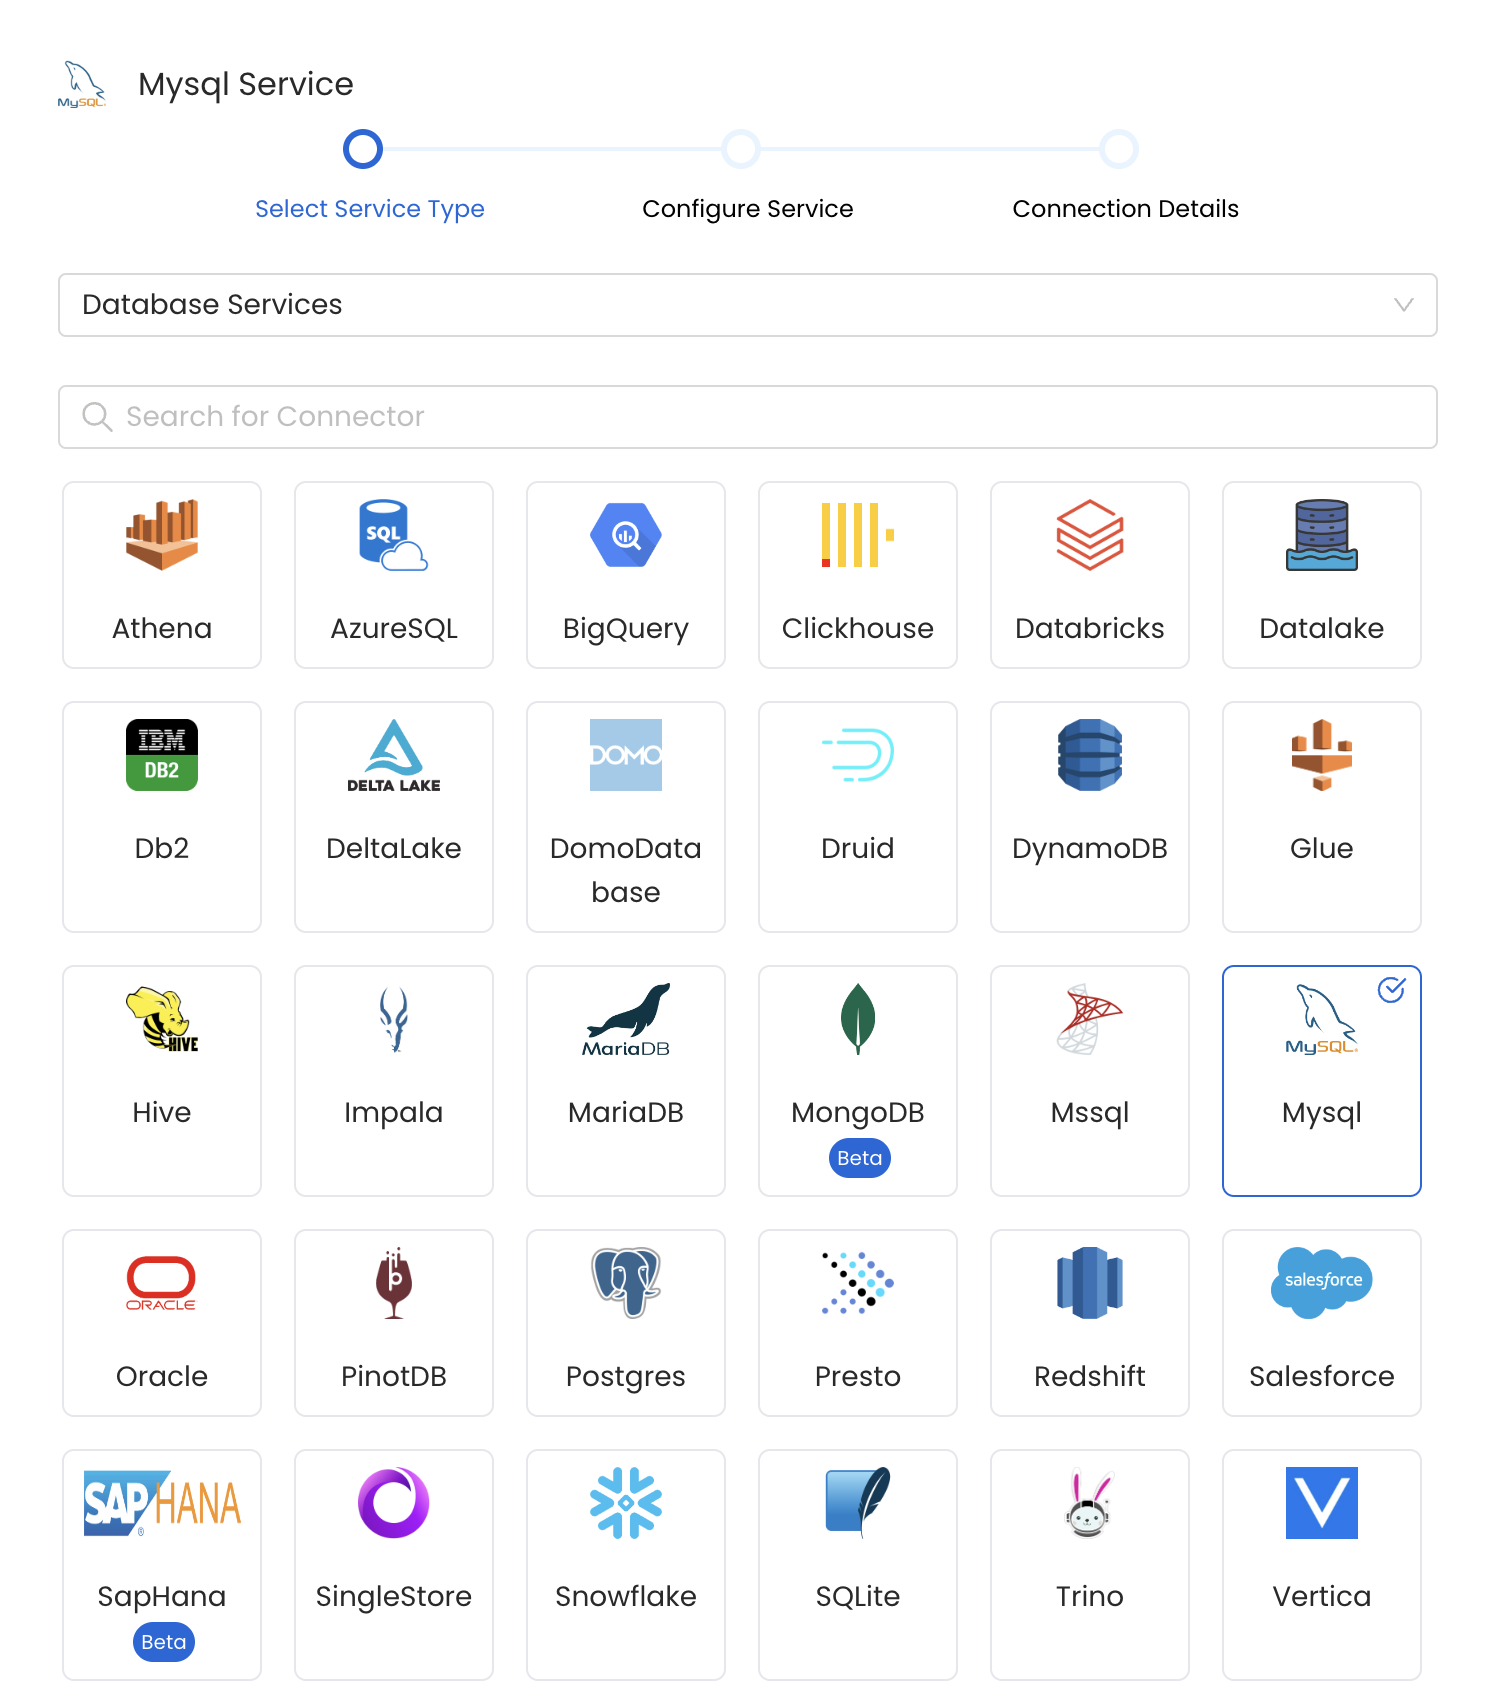 MySQL
Mysql Service
Select Service Type
Configure Service
Connection Details
Database Services
Search for Connector
SQL
Athena
AzureSQL
BigQuery
Clickhouse
Databricks
Datalake
IBM
DB2
DELTA LAKE
DOMO
Db2
DeltaLake
DomoData
base
Druid
DynamoDB
Glue
HIVE
MariaDB
MySQL
Hive
Impala
MariaDB
MongoDB
Beta
Mssql
Mysql
ORACLE
p
salesforce
Oracle
PinotDB
Postgres
Presto
Redshift
Salesforce
SAP HANA
®
SapHana
Beta
SingleStore
Snowflake
SQLite
Trino
Vertica